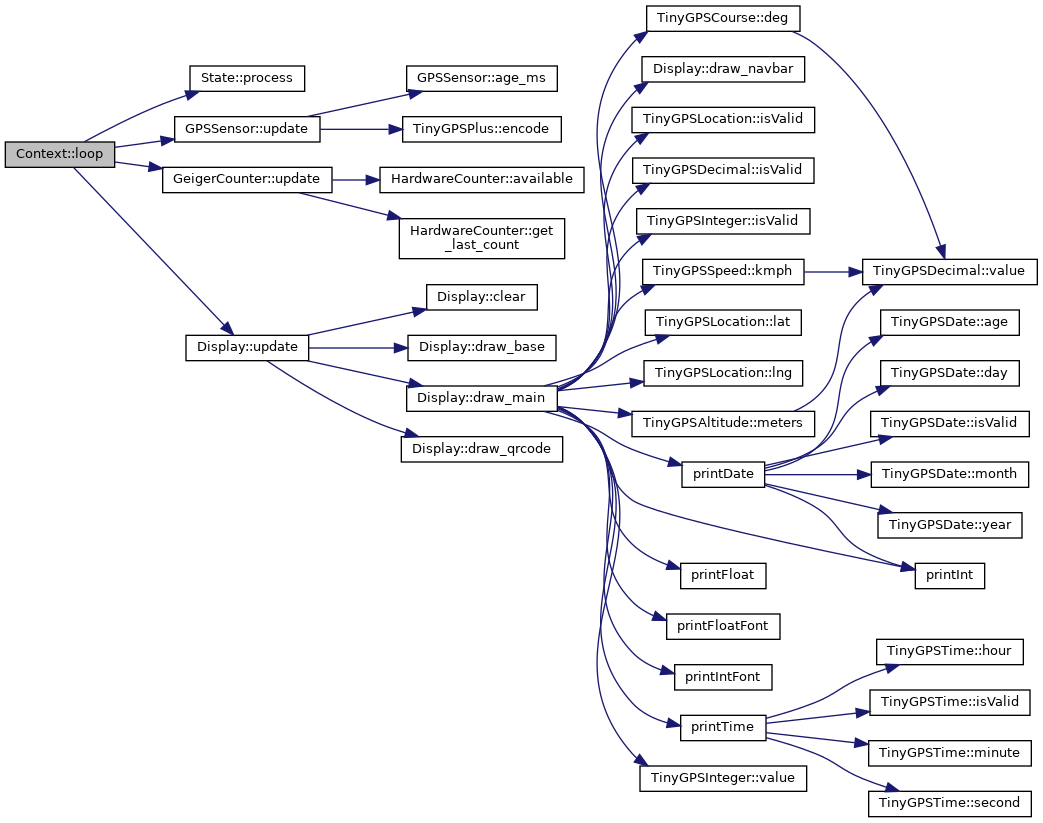 Context::loop
State::process
GPSSensor::update
GeigerCounter::update
Display::update
GPSSensor::age_ms
TinyGPSPlus::encode
HardwareCounter::available
HardwareCounter::get
_last_count
Display::clear
Display::draw_base
Display::draw_main
Display::draw_qrcode
TinyGPSCourse::deg
Display::draw_navbar
TinyGPSLocation::isValid
TinyGPSDecimal::isValid
TinyGPSInteger::isValid
TinyGPSSpeed::kmph
TinyGPSLocation::lat
TinyGPSLocation::lng
TinyGPSAltitude::meters
printDate
printFloat
printFloatFont
printIntFont
printTime
TinyGPSInteger::value
TinyGPSDecimal::value
TinyGPSDate::age
TinyGPSDate::day
TinyGPSDate::isValid
TinyGPSDate::month
TinyGPSDate::year
printInt
TinyGPSTime::hour
TinyGPSTime::isValid
TinyGPSTime::minute
TinyGPSTime::second